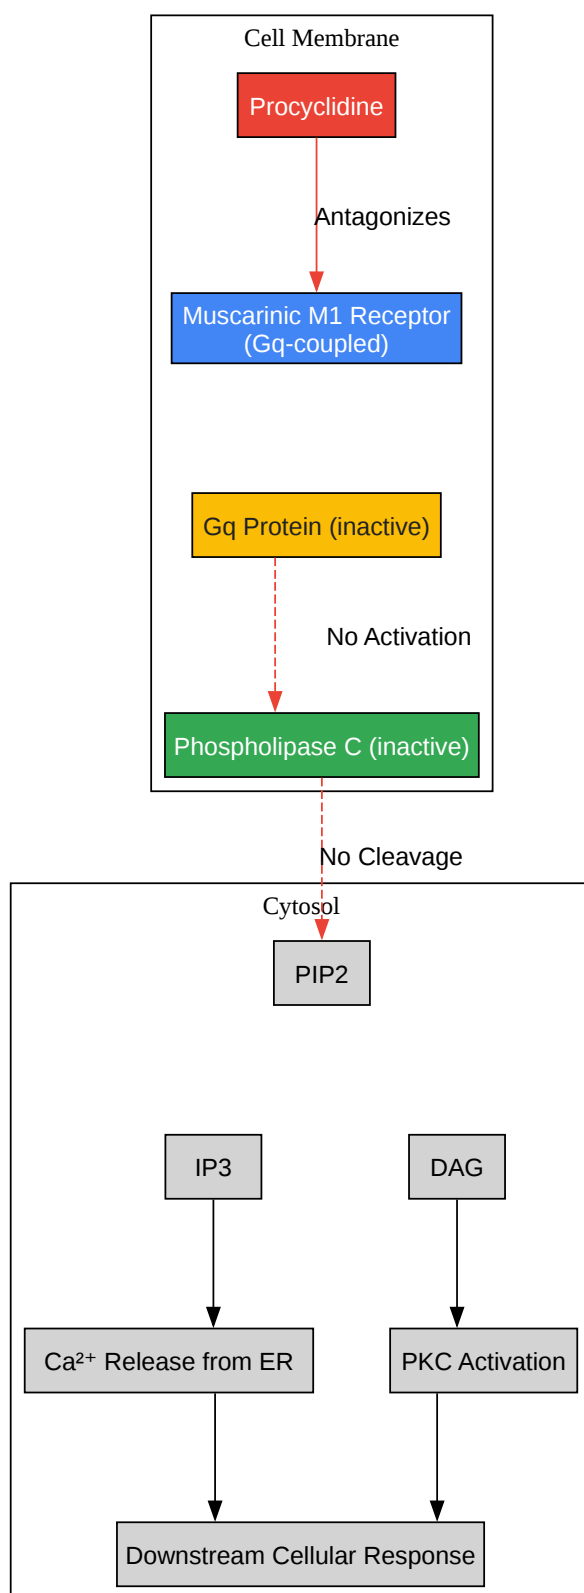 Cell Membrane
Procyclidine
Antagonizes
Muscarinic M1 Receptor
(Gq-coupled)
Gq Protein (inactive)
No Activation
Phospholipase C (inactive)
No Cleavage
Cytosol
PIP2
IP3
DAG
Ca²⁺ Release from ER
PKC Activation
Downstream Cellular Response